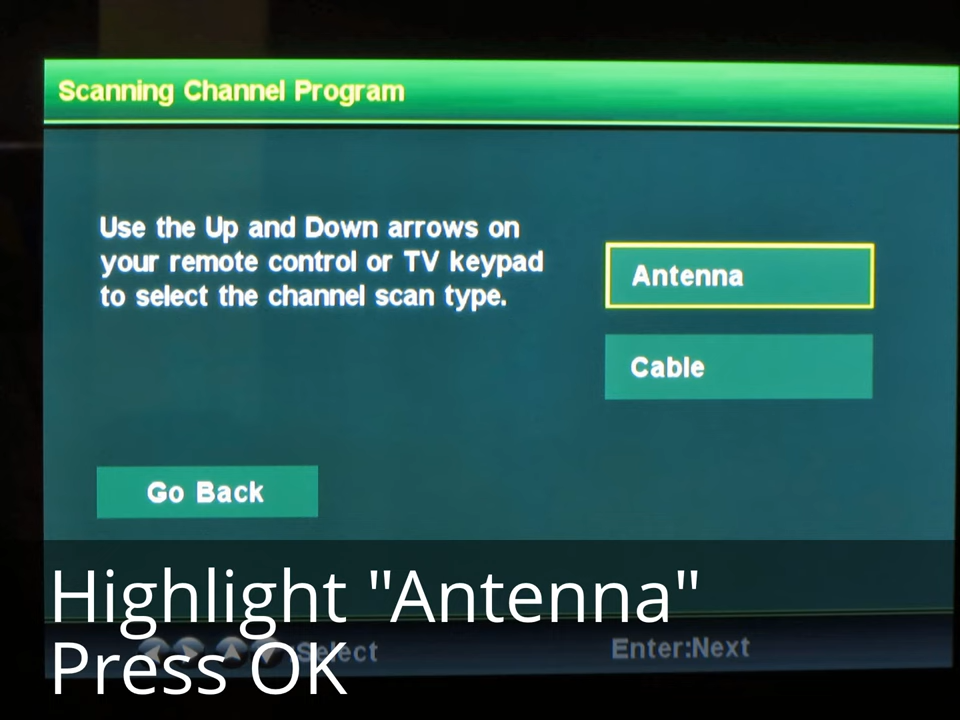 Scanning Channel Program
Use the Up and Down arrows on
your remote control or TV keypad
to select the channel scan type.
Antenna
Cable
Go Back
:Select
Enter:Next
Highlight "Antenna"
Press OK